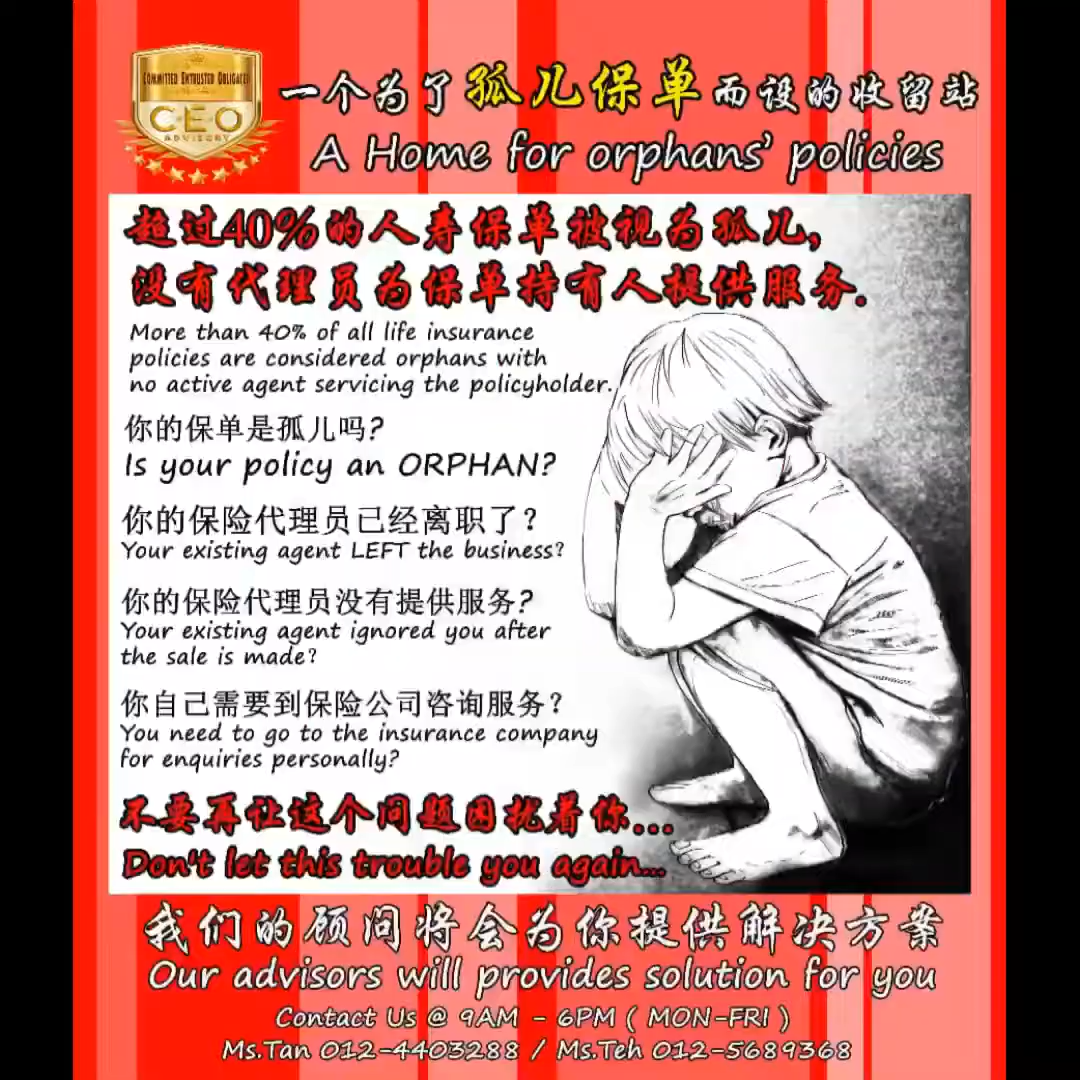 COMMITTED ENTRUSTED OBLIGATED
CEO
ADVISORY
一个为了孤儿保单而设的收留站
A Home for orphans' policies
超过40%的人寿保单被视为孤儿,
没有代理员为保单持有人提供服务.
More than 40% of all life insurance
policies are considered orphans with
no active agent servicing the policyholder.
你的保单是孤儿吗?
Is your policy an ORPHAN?
你的保险代理员已经离职了?
Your existing agent LEFT the business?
你的保险代理员没有提供服务?
Your existing agent ignored you after
the sale is made?
你自己需要到保险公司咨询服务?
You need to go to the insurance company
for enquiries personally?
不要再让这个问题困扰着你...
Don't let this trouble you again...
我们的顾问将会为你提供解决方案
Our advisors will provides solution for you
Contact Us @ 9AM - 6PM ( MON-FRI )
Ms.Tan 012-4403288 / Ms.Teh 012-5689368